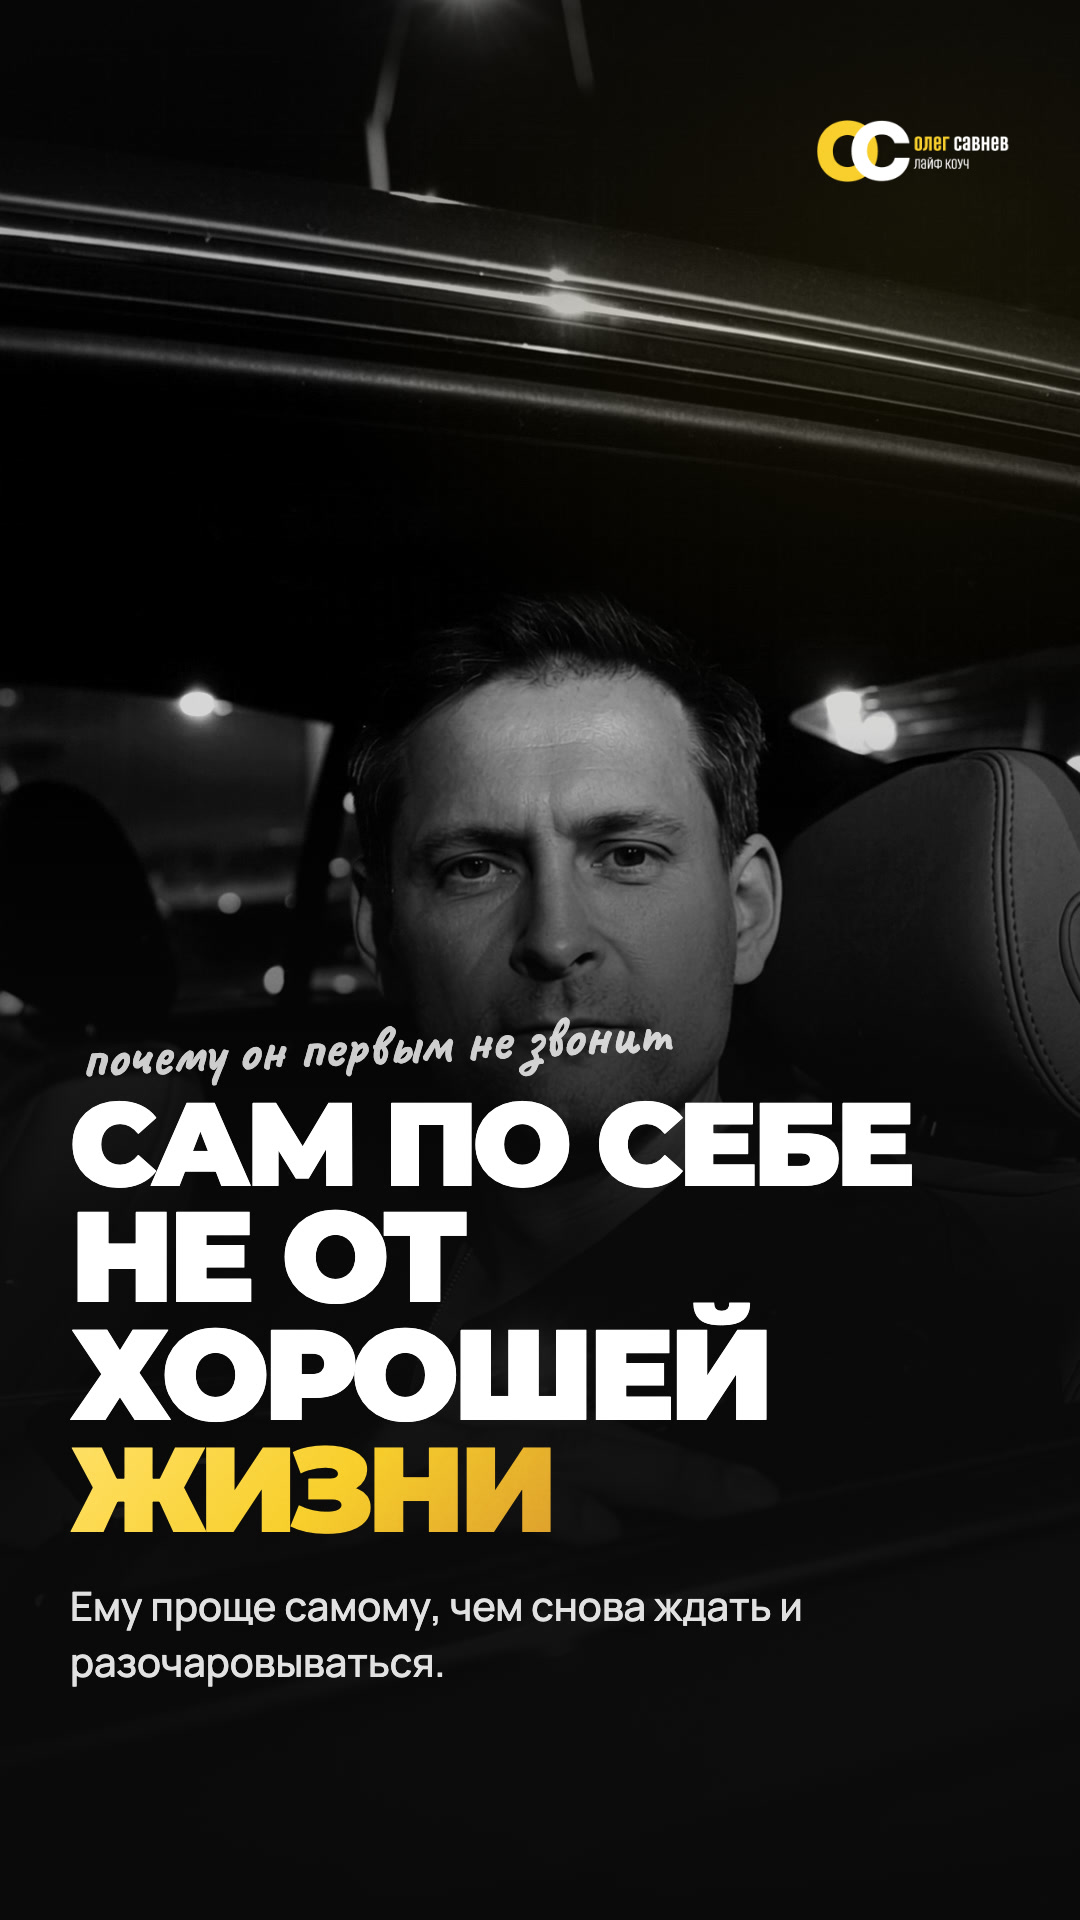 ОС олег савнев
лайф коуч
почему он первым не звонит
САМ ПО СЕБЕ
НЕ ОТ
ХОРОШЕЙ
ЖИЗНИ
Ему проще самому, чем снова ждать и
разочаровываться.